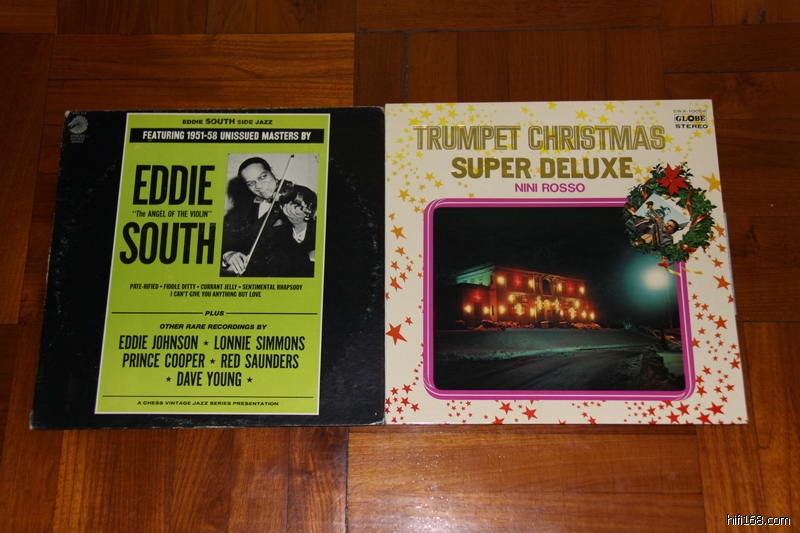 EDDIE SOUTH SIDE JAZZ
FEATURING 1951-58 UNISSUED MASTERS BY
EDDIE
"The ANGEL OF THE VIOLIN"
SOUTH
PATE-RIFIED • FIDDLE DITTY • CURRANT JELLY • SENTIMENTAL RHAPSODY
I CAN'T GIVE YOU ANYTHING BUT LOVE
PLUS
OTHER RARE RECORDINGS BY
EDDIE JOHNSON ★ LONNIE SIMMONS
PRINCE COOPER ★ RED SAUNDERS
★ DAVE YOUNG ★
A CHESS VINTAGE JAZZ SERIES PRESENTATION
GLOBE
STEREO
TRUMPET CHRISTMAS
SUPER DELUXE
NINI ROSSO
hifi168.com